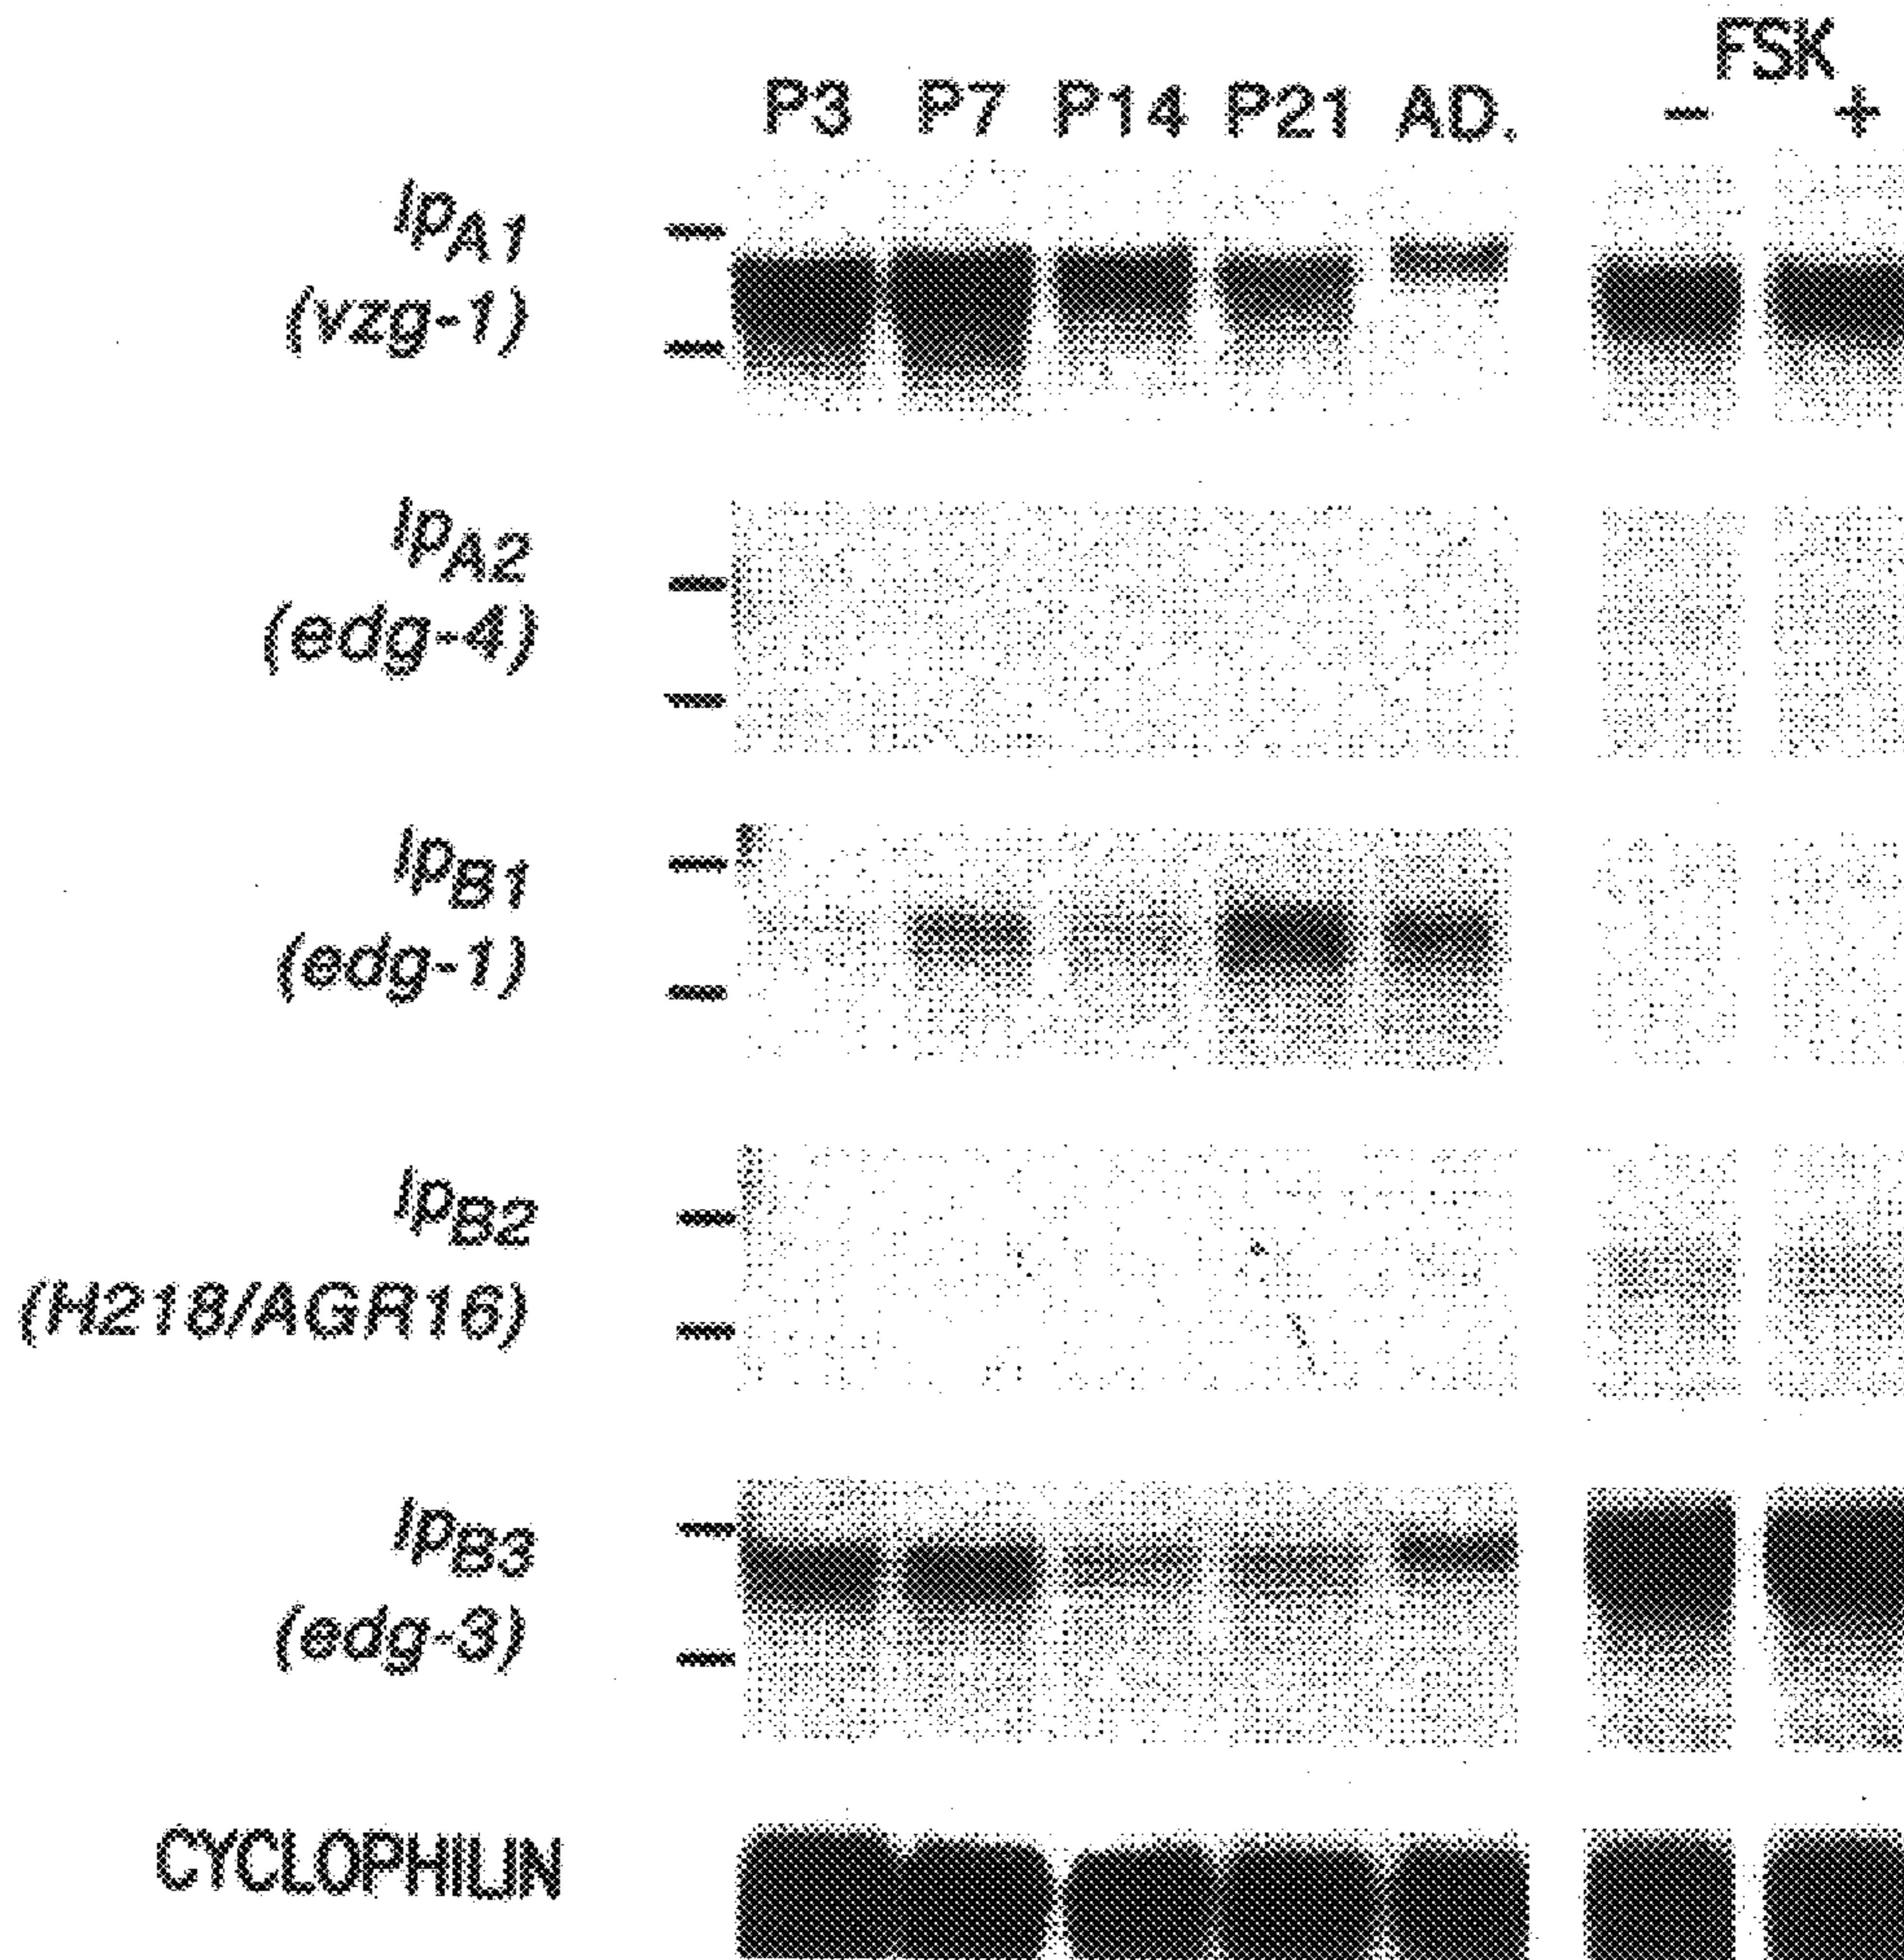 FSK
P3 P7 P14 P21 AD. − +
lpA1
(vzg-1)
lpA2
(edg-4)
lpB1
(edg-1)
lpB2
(H218/AGR16)
lpB3
(edg-3)
CYCLOPHILIN